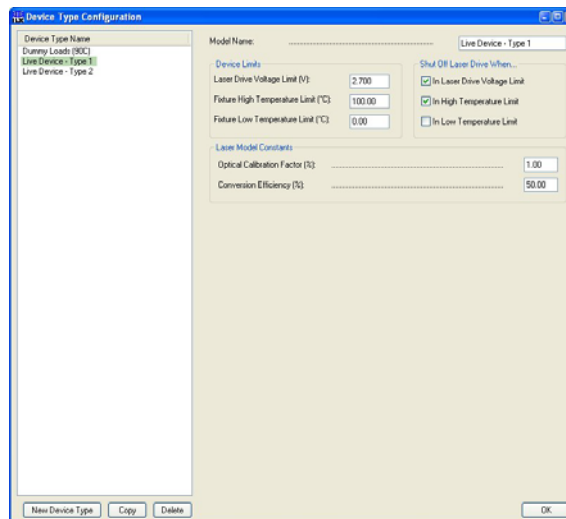 Device Type Configuration
Device Type Name
Dummy Loads (90C)
Live Device - Type 1
Live Device - Type 2
Model Name:
Live Device - Type 1
Device Limits
Laser Drive Voltage Limit (V):
2.700
Fixture High Temperature Limit (°C):
100.00
Fixture Low Temperature Limit (°C):
0.00
Shut Off Laser Drive When...
In Laser Drive Voltage Limit
In High Temperature Limit
In Low Temperature Limit
Laser Model Constants
Optical Calibration Factor (%):
1.00
Conversion Efficiency (%):
50.00
New Device Type
Copy
Delete
OK